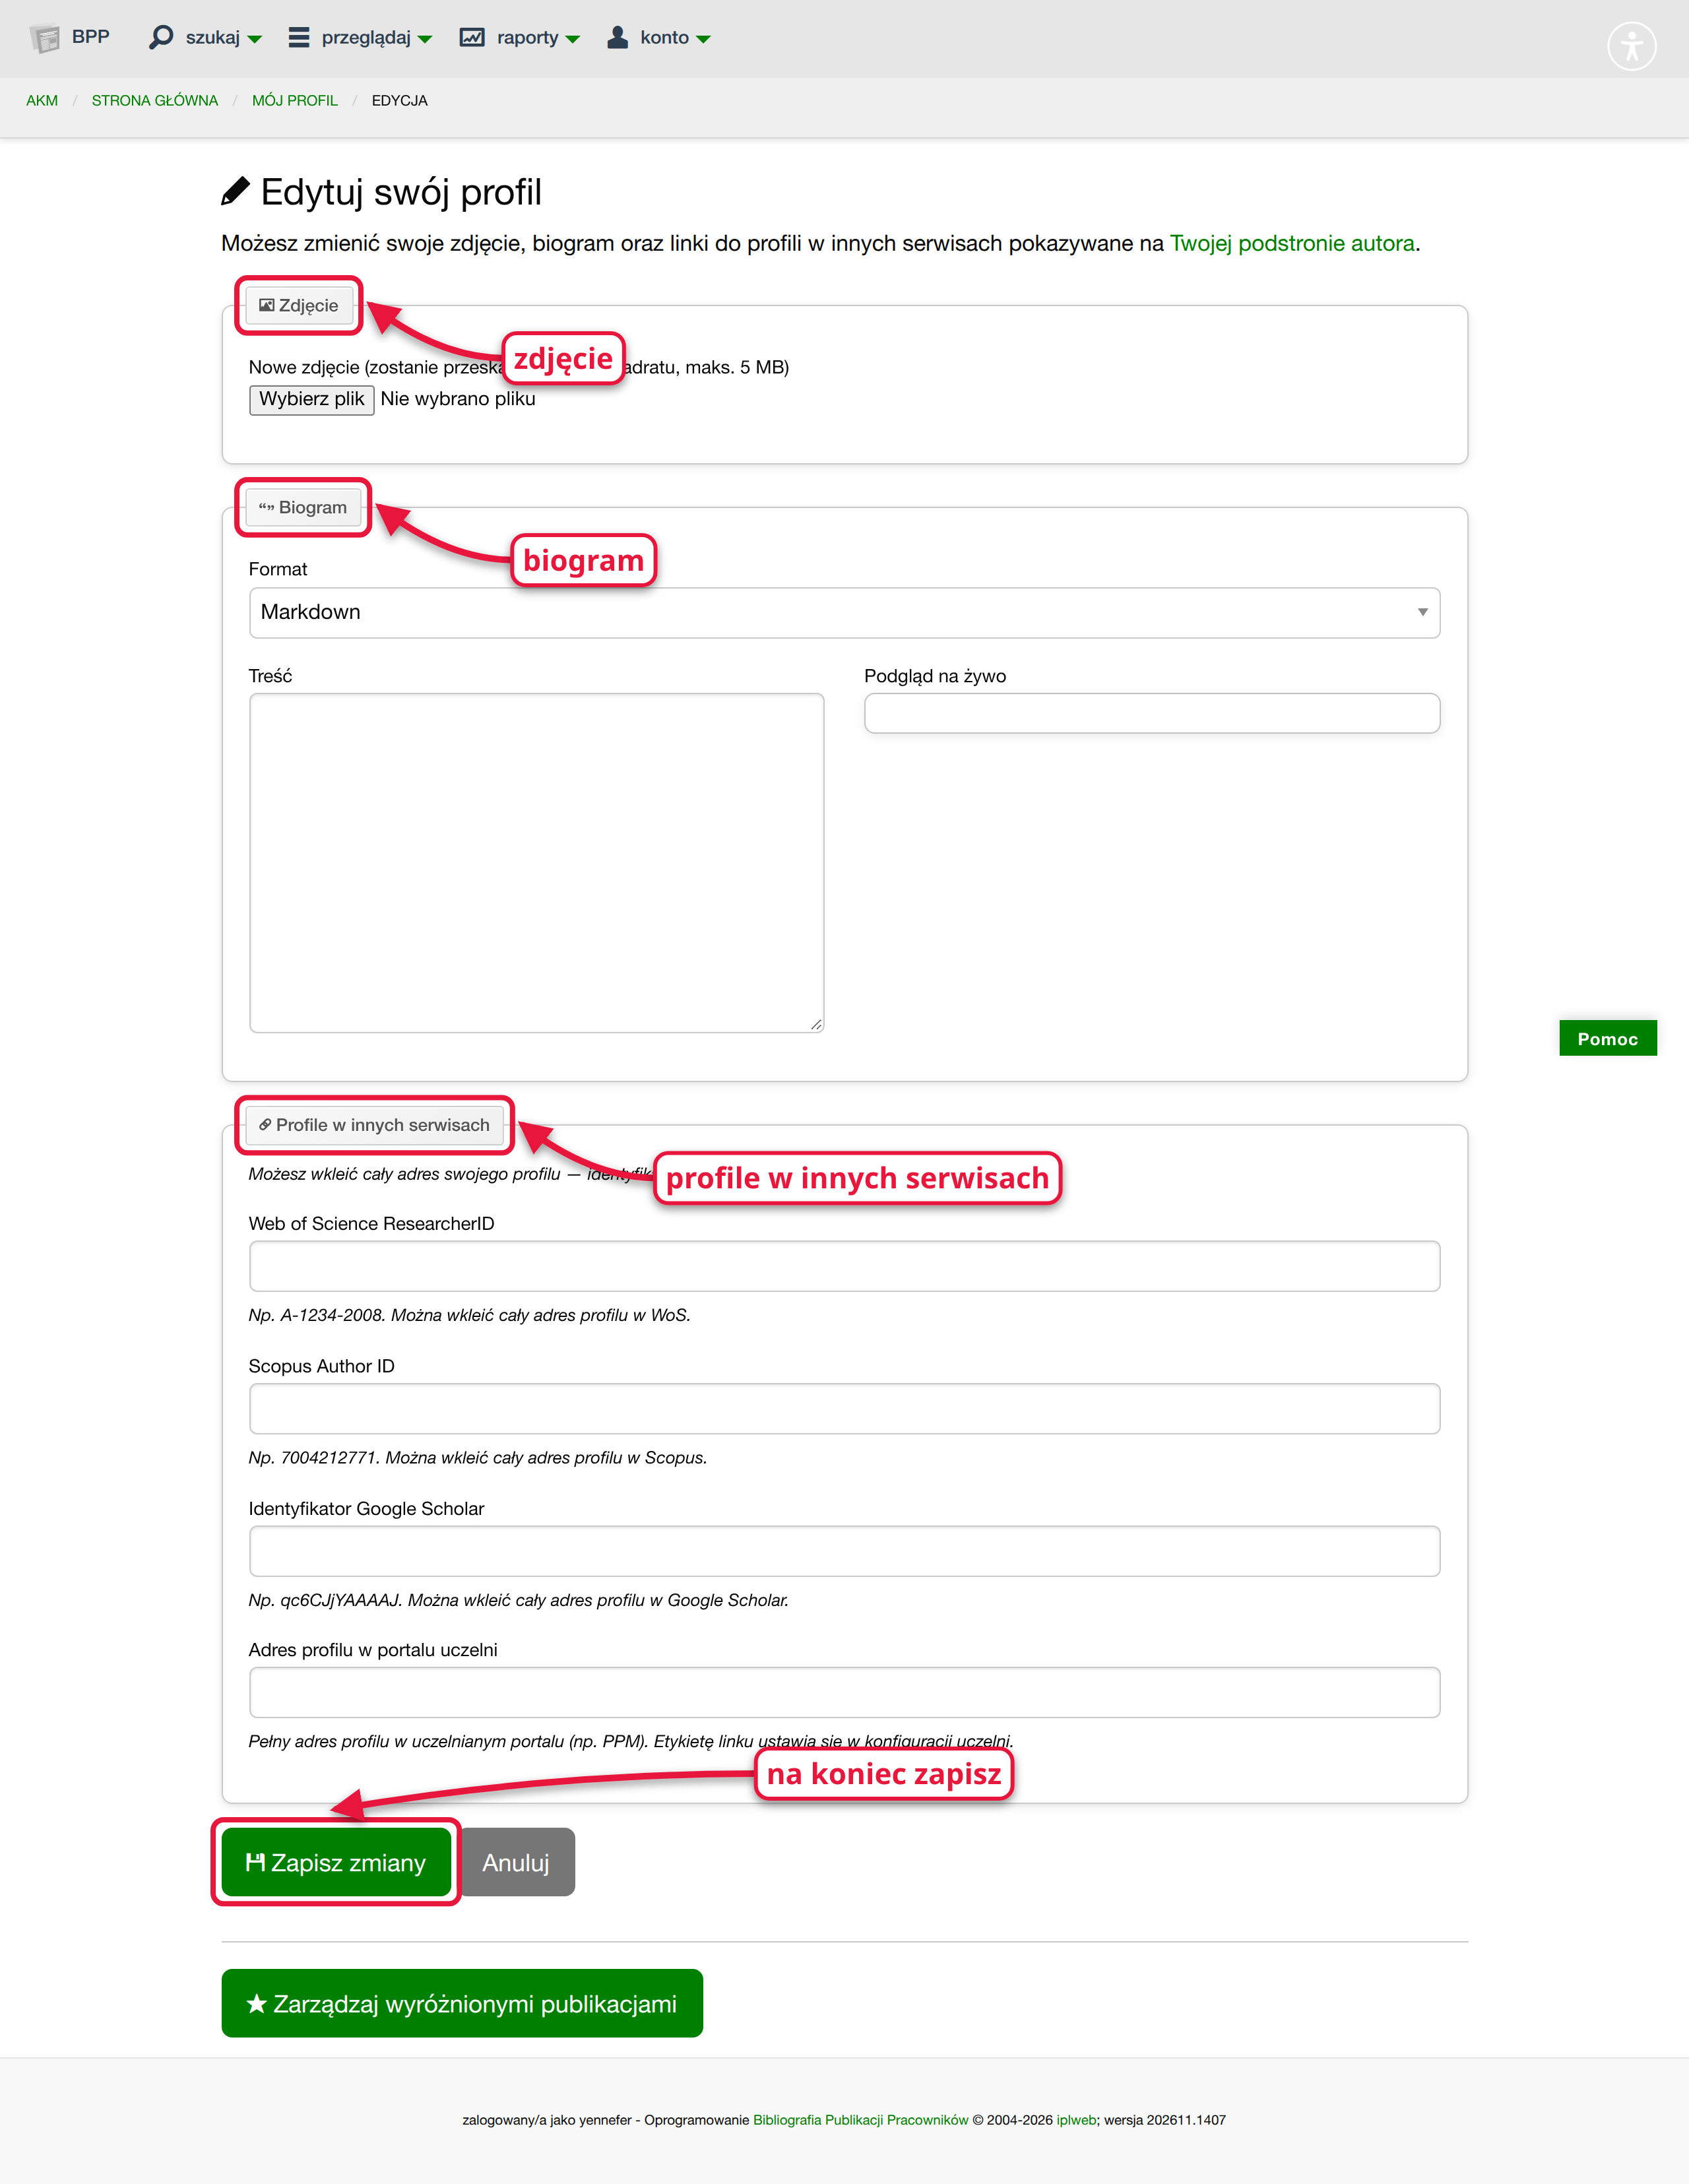 BPP szukaj przeglądaj raporty konto
AKM / STRONA GŁÓWNA / MÓJ PROFIL / EDYCJA
Edytuj swój profil
Możesz zmienić swoje zdjęcie, biogram oraz linki do profili w innych serwisach pokazywane na Twojej podstronie autora.
Zdjęcie
zdjęcie
Nowe zdjęcie (zostanie adratu, maks. 5 MB)
Wybierz plik Nie wybrano pliku
“” Biogram
biogram
Format
Markdown
Treść
Podgląd na żywo
Pomoc
Profile w innych serwisach
profile w innych serwisach
Możesz wkleić cały adres swojego profilu —
Web of Science ResearcherID
Np. A-1234-2008. Można wkleić cały adres profilu w WoS.
Scopus Author ID
Np. 7004212771. Można wkleić cały adres profilu w Scopus.
Identyfikator Google Scholar
Np. qc6CJjYAAAAJ. Można wkleić cały adres profilu w Google Scholar.
Adres profilu w portalu uczelni
Pełny adres profilu w uczelnianym portalu (np. PPM). Etykietę linku ustawia się w konfiguracji uczelni.
na koniec zapisz
Zapisz zmiany Anuluj
Zarządzaj wyróżnionymi publikacjami
zalogowany/a jako yennefer - Oprogramowanie Bibliografia Publikacji Pracowników © 2004-2026 iplweb; wersja 202611.1407